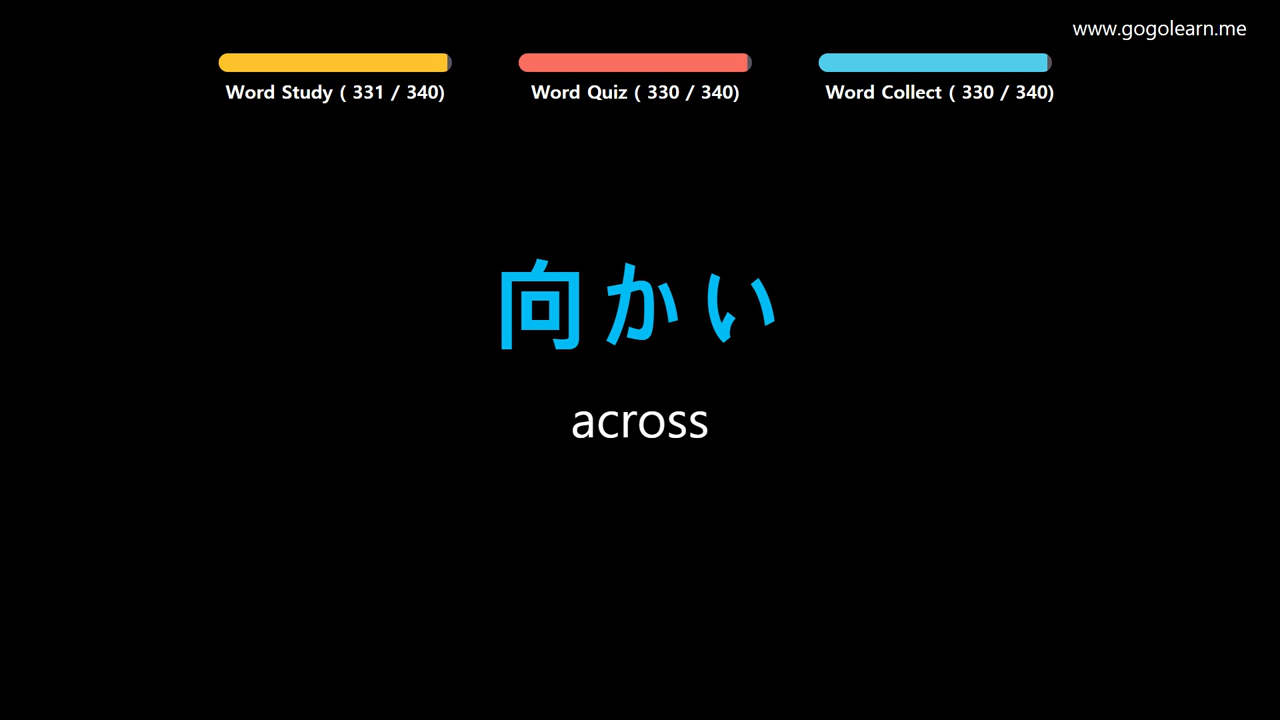 www.gogolearn.me
Word Study ( 331 / 340)
Word Quiz ( 330 / 340)
Word Collect ( 330 / 340)
向かい
across